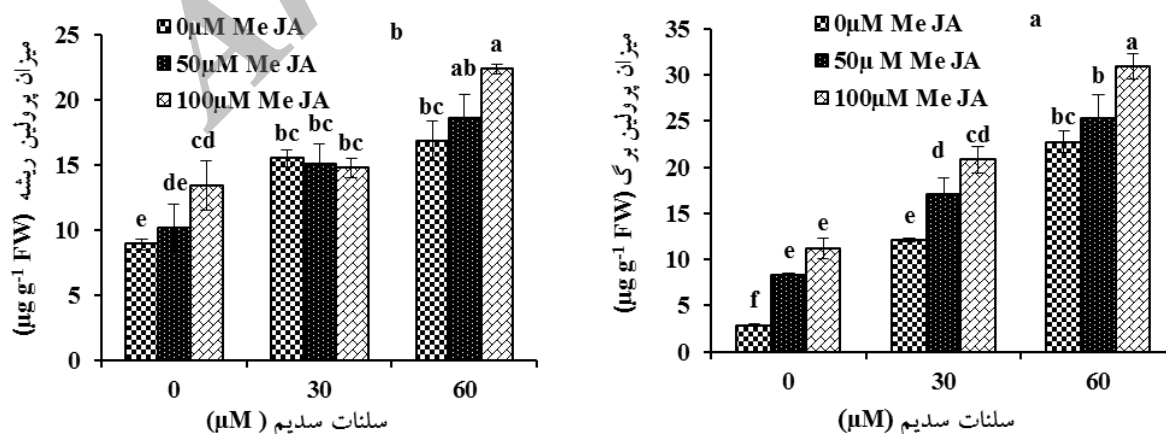 b
0µM Me JA
50µM Me JA
100µM Me JA
میزان پرولین ریشه
(µg g-1 FW)
25
20
15
10
5
0
e
de
cd
bc
bc
bc
bc
ab
a
0
30
60
سلنات سدیم ( µM)
a
0µM Me JA
50µ M Me JA
100µM Me JA
میزان پرولین برگ
(µg g-1 FW)
35
30
25
20
15
10
5
0
f
e
e
e
d
cd
bc
b
a
0
30
60
سلنات سدیم (µM)